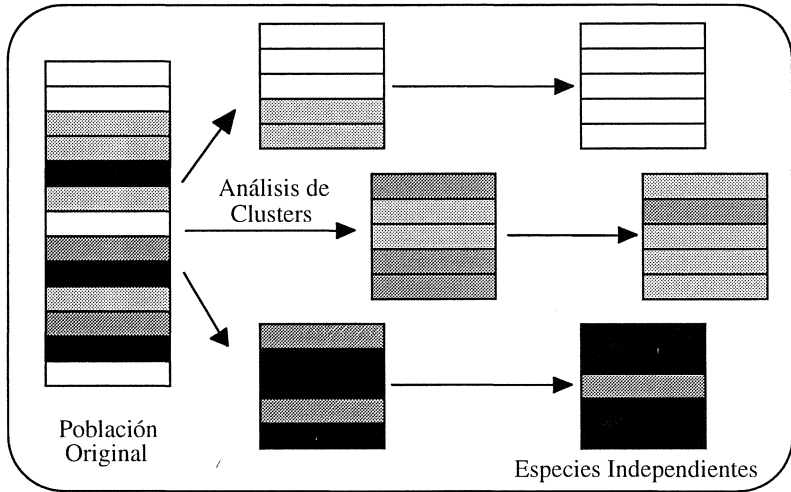 Análisis de
Clusters
Población
Original
Especies Independientes